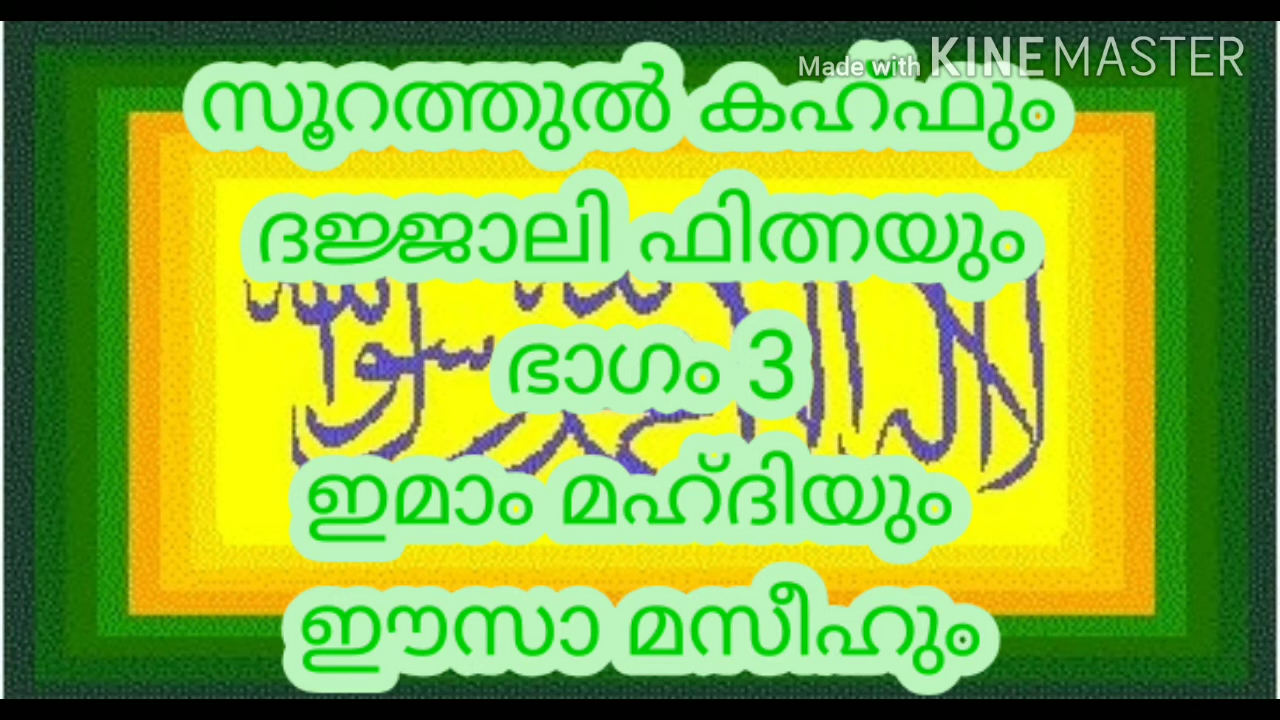 Made with KINEMASTER
സൂറത്തുൽ കഹ്ഫും
ദജ്ജാലി ഫിത്നയും
ഭാഗം 3
ഇമാം മഹ്ദിയും
ഈസാ മസീഹും